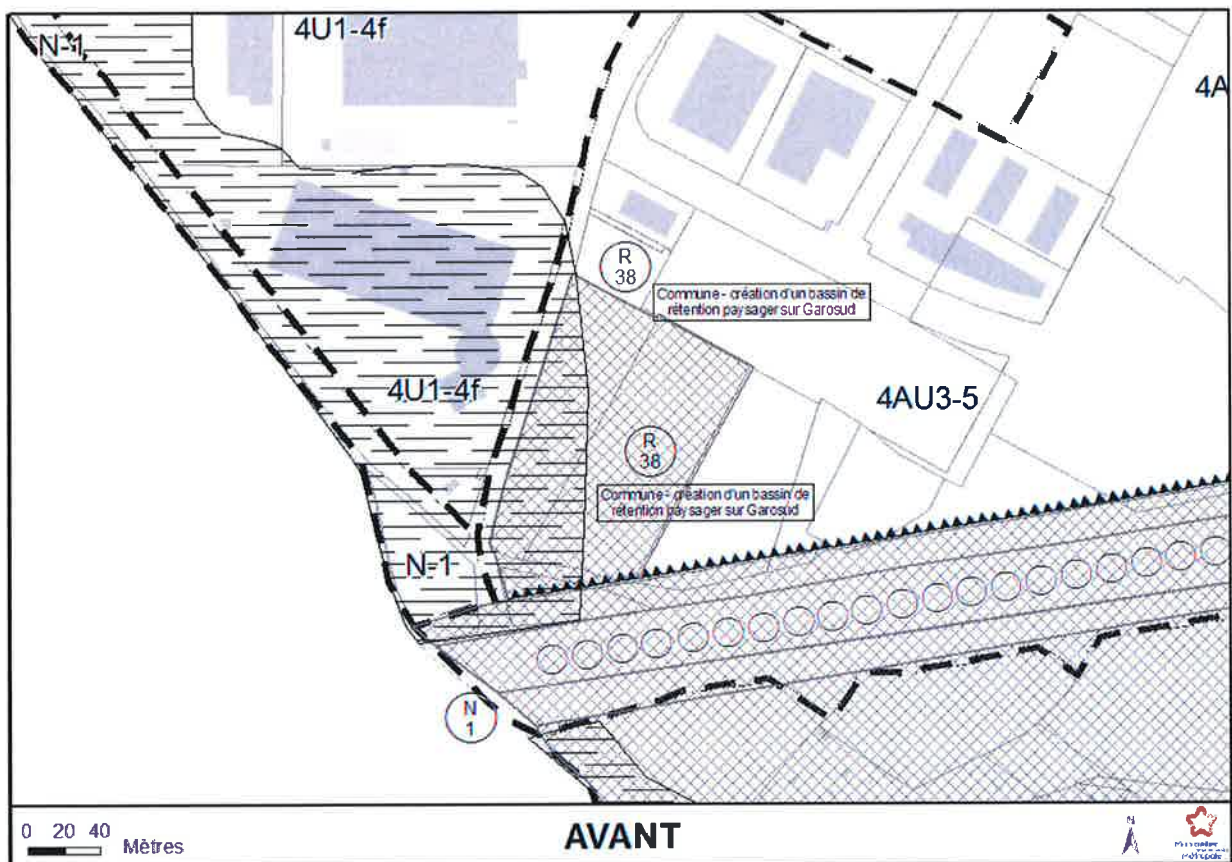 N-1
4U1-4f
4A
R
38
Commune - création d'un bassin de
rétention paysager sur Garosud
4U1-4f
4AU3-5
R
38
Commune - création d'un bassin de
rétention paysager sur Garosud
N-1
N
1
0 20 40 Mètres
AVANT
N
Métropole